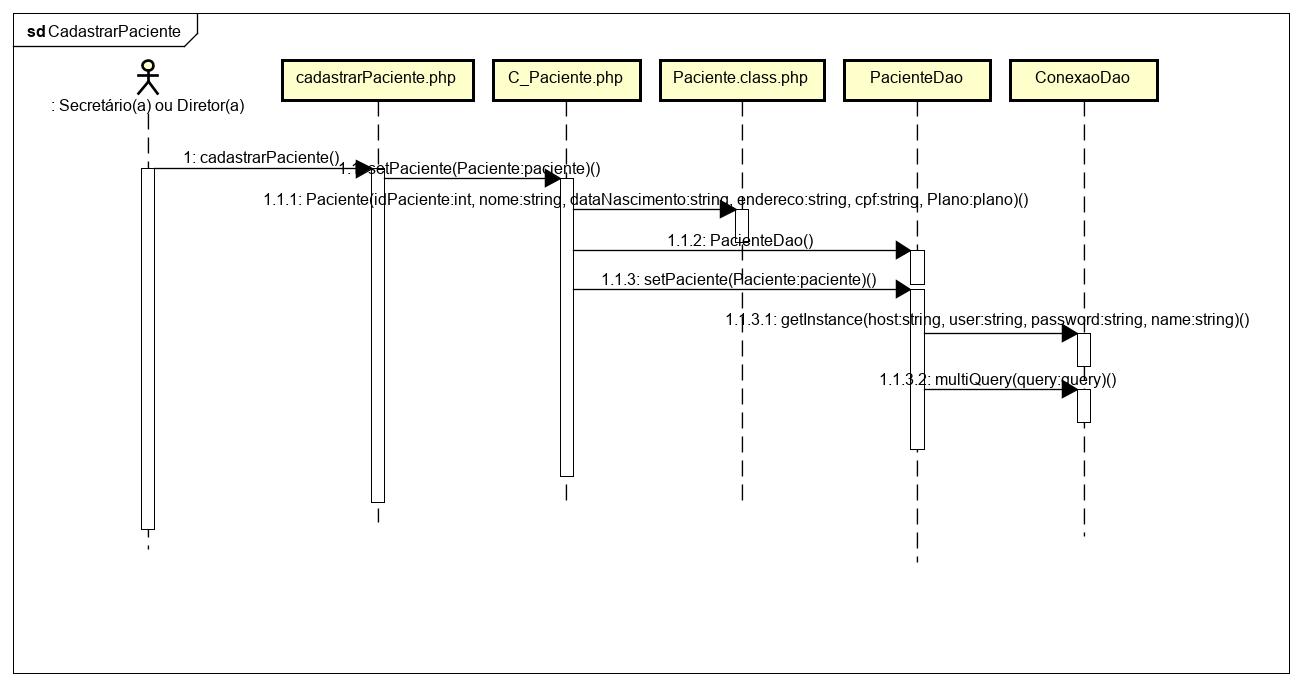 sd CadastrarPaciente
: Secretário(a) ou Diretor(a)
cadastrarPaciente.php
C_Paciente.php
Paciente.class.php
PacienteDao
ConexaoDao
1: cadastrarPaciente()
1.1: setPaciente(Paciente:paciente)()
1.1.1: Paciente(idPaciente:int, nome:string, dataNascimento:string, endereco:string, cpf:string, Plano:plano)()
1.1.2: PacienteDao()
1.1.3: setPaciente(Paciente:paciente)()
1.1.3.1: getInstance(host:string, user:string, password:string, name:string)()
1.1.3.2: multiQuery(query:query)()